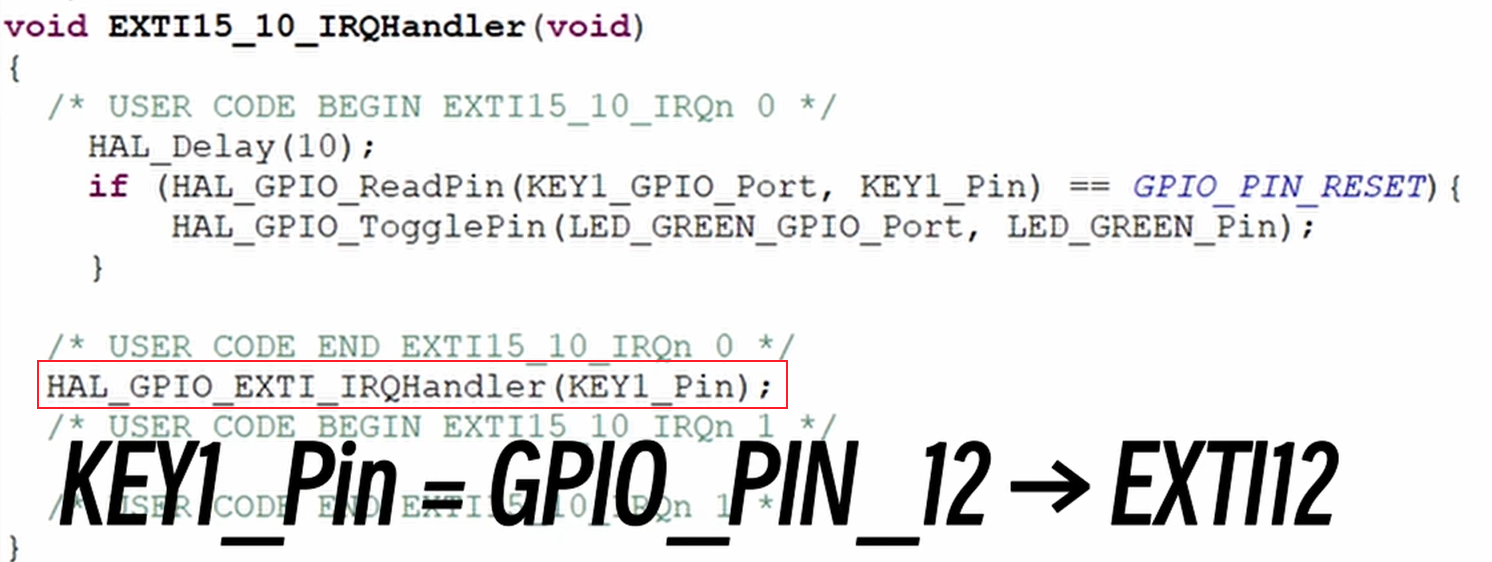 void EXTI15_10_IRQHandler(void)
{
/* USER CODE BEGIN EXTI15_10_IRQn 0 */
HAL_Delay(10);
if (HAL_GPIO_ReadPin(KEY1_GPIO_Port, KEY1_Pin) == GPIO_PIN_RESET){
HAL_GPIO_TogglePin(LED_GREEN_GPIO_Port, LED_GREEN_Pin);
}
/* USER CODE END EXTI15_10_IRQn 0 */
HAL_GPIO_EXTI_IRQHandler(KEY1_Pin);
/* USER CODE BEGIN EXTI15_10_IRQn 1 */
KEY1_Pin = GPIO_PIN_12 → EXTI12
/* USER CODE END EXTI15_10_IRQn 1 *
}